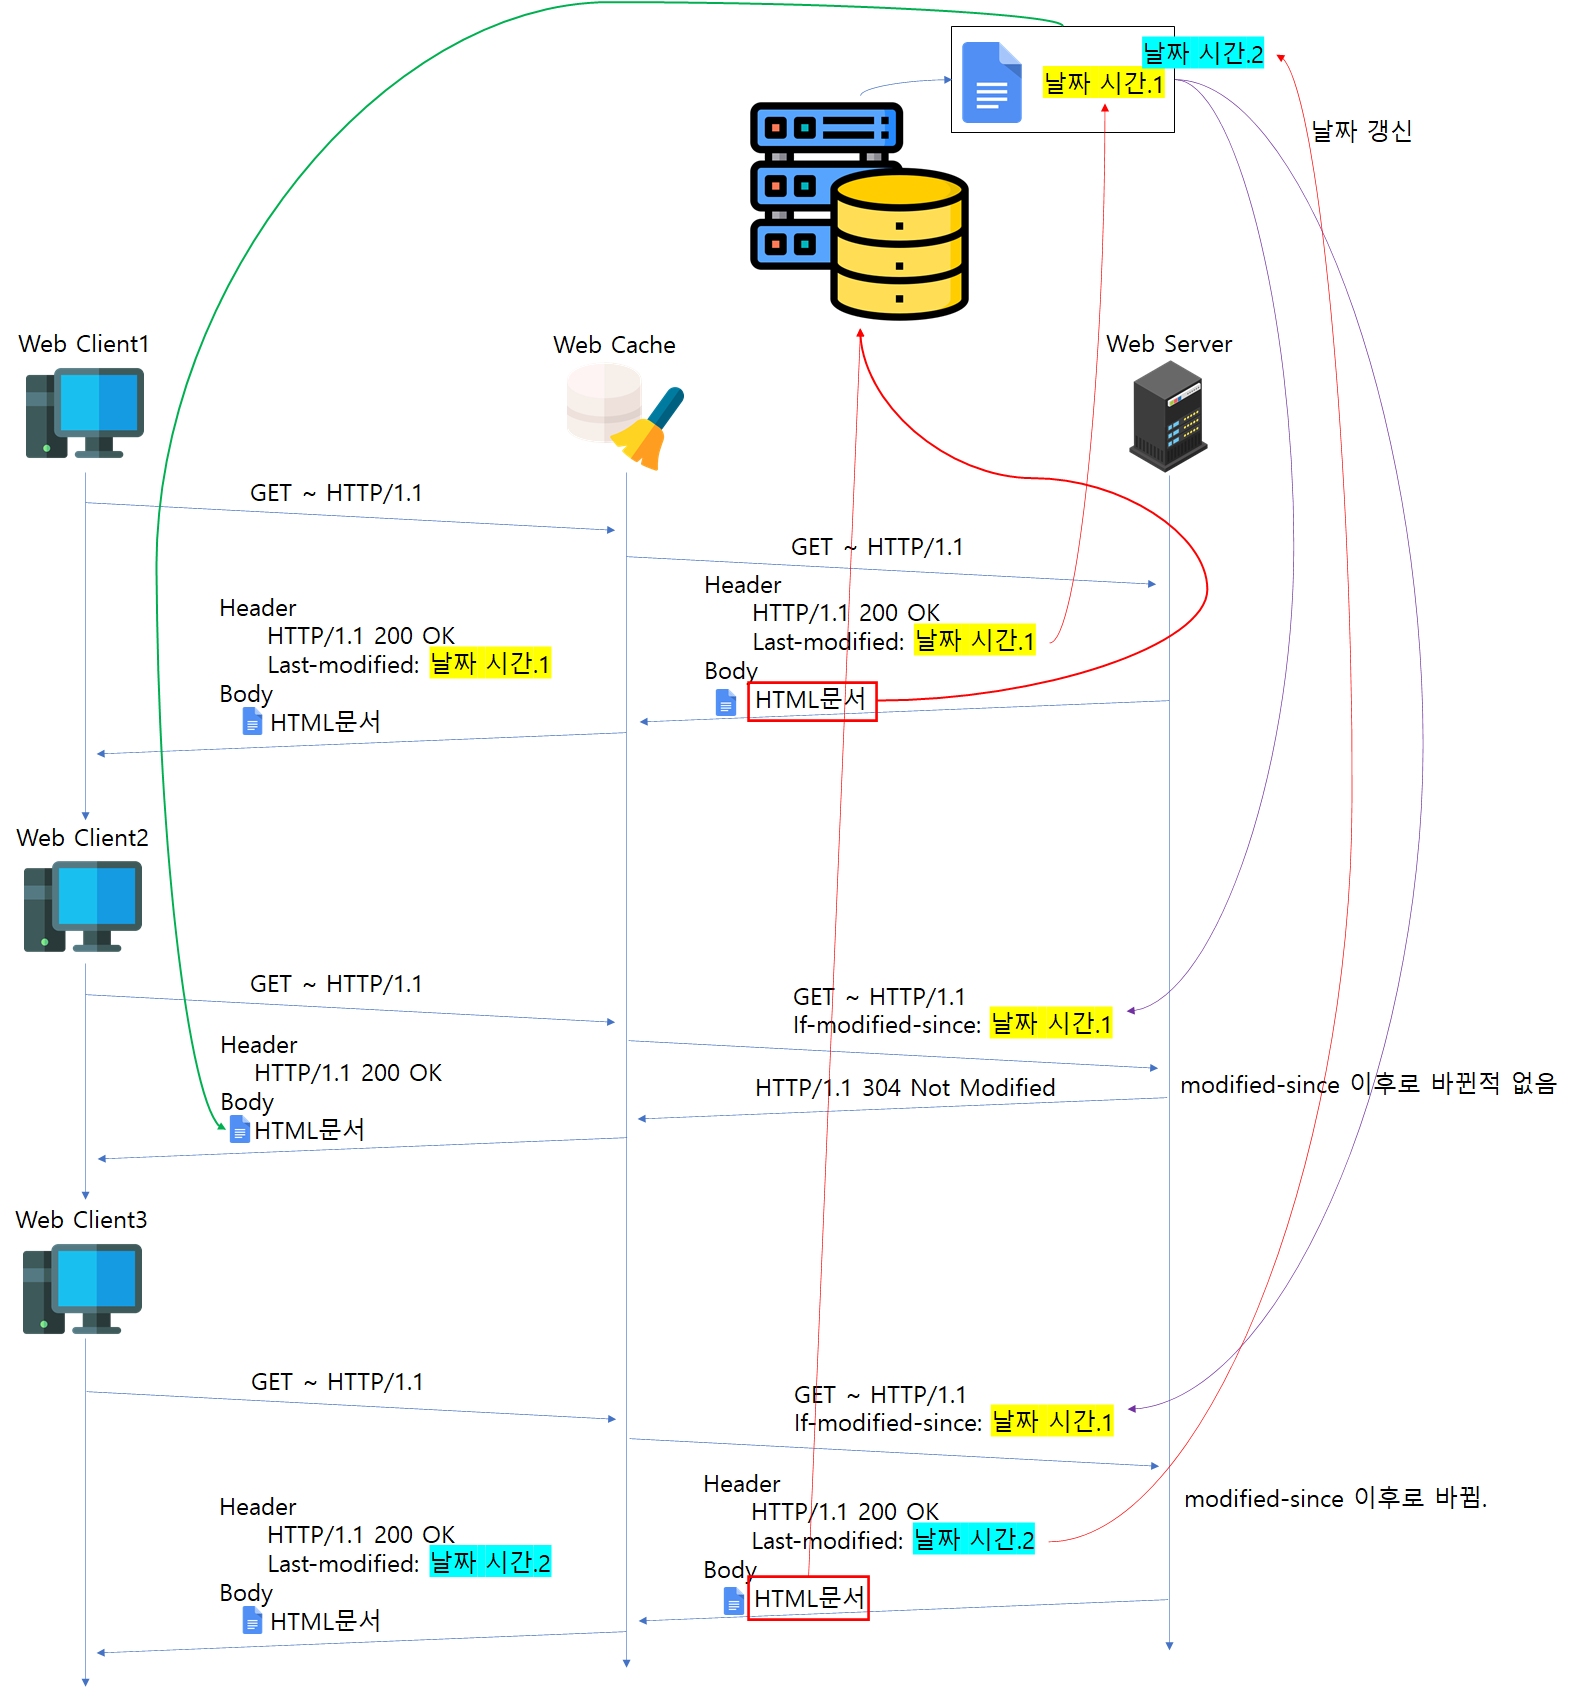 날짜 시간.2
날짜 시간.1
날짜 갱신
Web Client1
Web Cache
Web Server
GET ~ HTTP/1.1
GET ~ HTTP/1.1
Header
HTTP/1.1 200 OK
Last-modified: 날짜 시간.1
Body
HTML문서
Header
HTTP/1.1 200 OK
Last-modified: 날짜 시간.1
Body
HTML문서
Web Client2
GET ~ HTTP/1.1
GET ~ HTTP/1.1
If-modified-since: 날짜 시간.1
HTTP/1.1 304 Not Modified
modified-since 이후로 바뀐적 없음
Header
HTTP/1.1 200 OK
Body
HTML문서
Web Client3
GET ~ HTTP/1.1
GET ~ HTTP/1.1
If-modified-since: 날짜 시간.1
modified-since 이후로 바뀜.
Header
HTTP/1.1 200 OK
Last-modified: 날짜 시간.2
Body
HTML문서
Header
HTTP/1.1 200 OK
Last-modified: 날짜 시간.2
Body
HTML문서